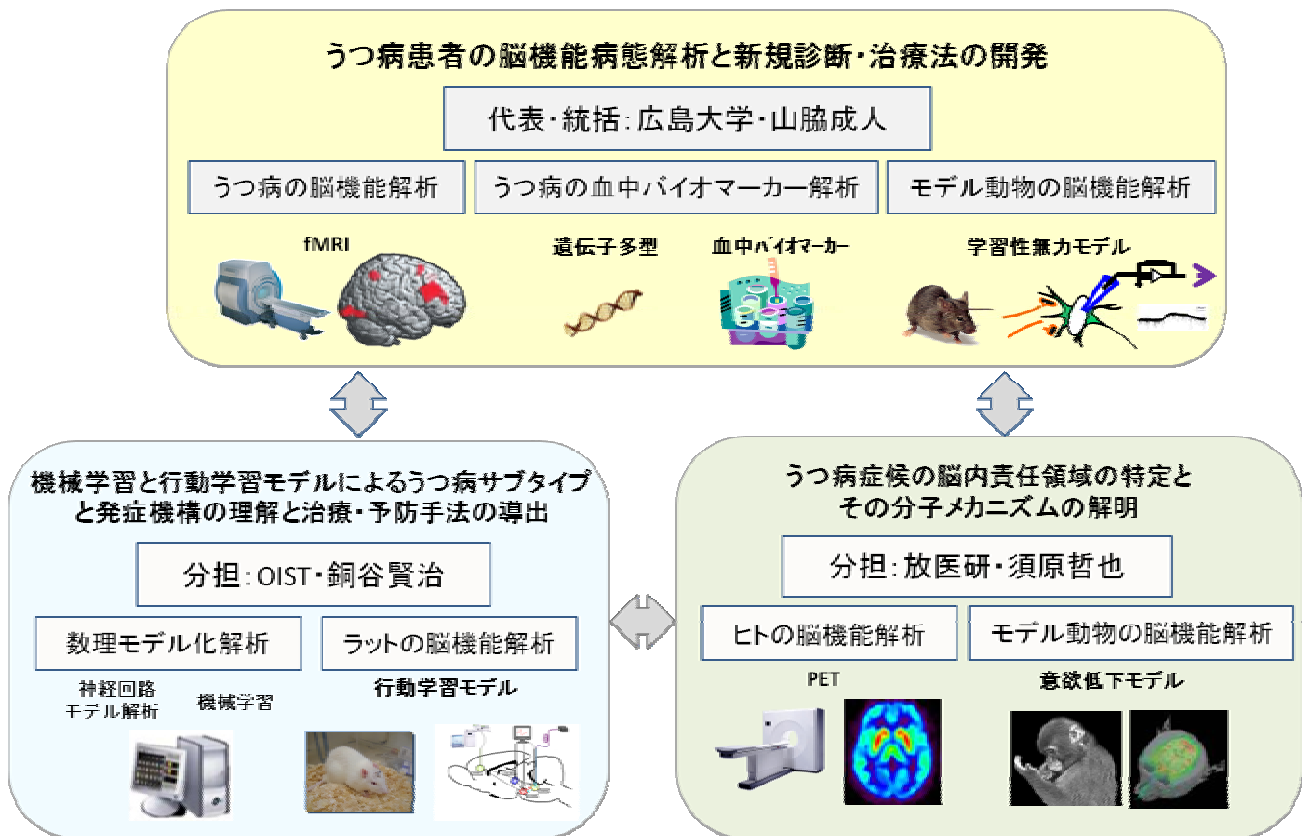 うつ病患者の脳機能病態解析と新規診断・治療法の開発
代表・統括：広島大学・山脇成人
うつ病の脳機能解析
うつ病の血中バイオマーカー解析
モデル動物の脳機能解析
fMRI
遺伝子多型
血中バイオマーカー
学習性無力モデル
機械学習と行動学習モデルによるうつ病サブタイプ
と発症機構の理解と治療・予防手法の導出
分担：OIST・銅谷賢治
数理モデル化解析
ラットの脳機能解析
神経回路
モデル解析
機械学習
行動学習モデル
うつ病症候の脳内責任領域の特定と
その分子メカニズムの解明
分担：放医研・須原哲也
ヒトの脳機能解析
モデル動物の脳機能解析
PET
意欲低下モデル